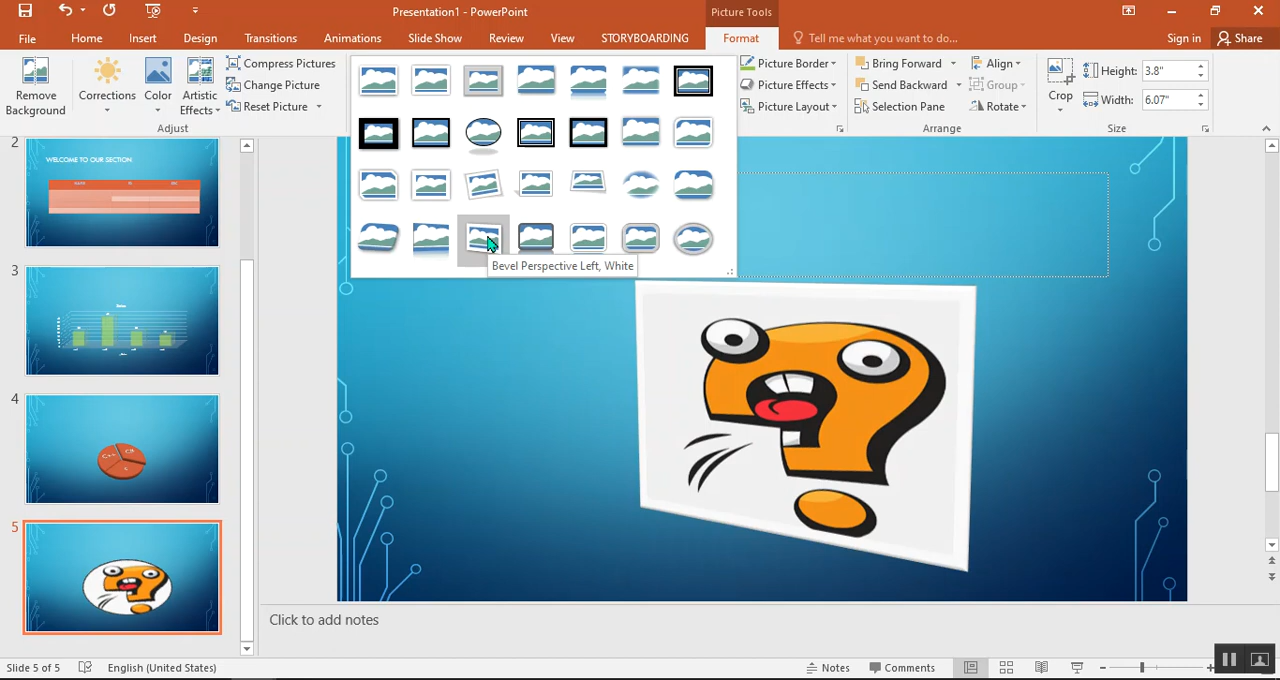 Presentation1 - PowerPoint
Picture Tools
File
Home
Insert
Design
Transitions
Animations
Slide Show
Review
View
STORYBOARDING
Format
Tell me what you want to do...
Sign in
Share
Remove
Background
Corrections
Color
Artistic
Effects
Compress Pictures
Change Picture
Reset Picture
Adjust
Picture Border
Picture Effects
Picture Layout
Bring Forward
Send Backward
Selection Pane
Align
Group
Rotate
Arrange
Crop
Height:
3.8"
Width:
6.07"
Size
Bevel Perspective Left, White
2
WELCOME TO OUR SECTION
3
4
5
Click to add notes
Slide 5 of 5
English (United States)
Notes
Comments